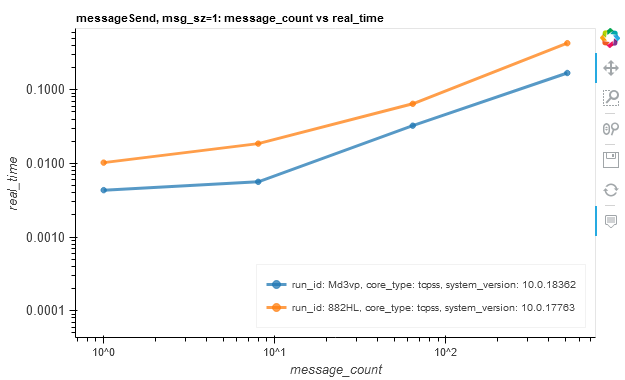 messageSend, msg_sz=1: message_count vs real_time
0.1000
0.0100
0.0010
0.0001
real_time
run_id: Md3vp, core_type: tcpss, system_version: 10.0.18362
run_id: 882HL, core_type: tcpss, system_version: 10.0.17763
10^0
10^1
10^2
message_count